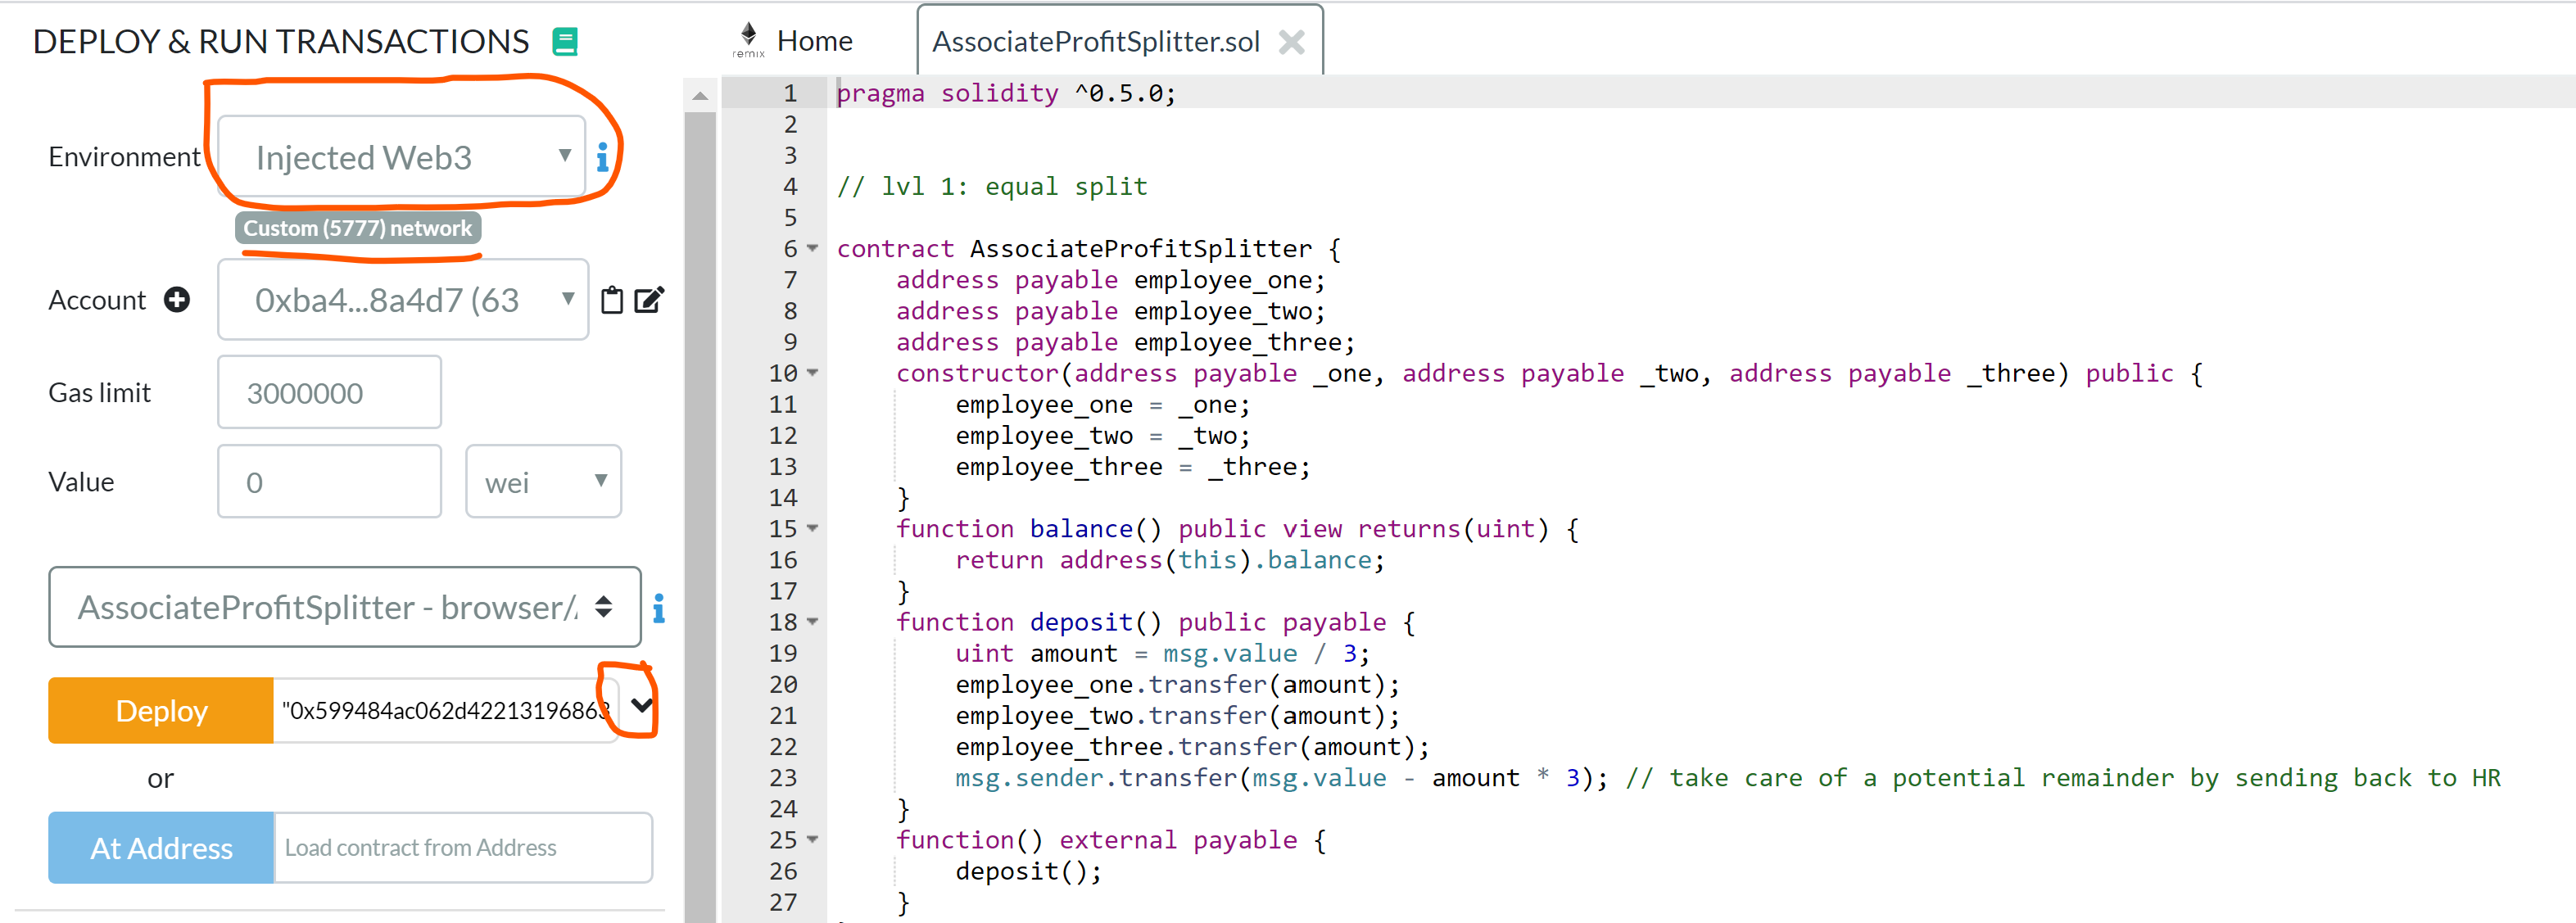 DEPLOY & RUN TRANSACTIONS
Environment
Injected Web3
Custom (5777) network
Account
0xba4...8a4d7 (63
Gas limit
3000000
Value
0
wei
AssociateProfitSplitter - browser/
Deploy
"0x599484ac062d42213196863
or
At Address
Load contract from Address
remix
Home
AssociateProfitSplitter.sol
1 pragma solidity ^0.5.0;
2
3
4 // lvl 1: equal split
5
6 contract AssociateProfitSplitter {
7 address payable employee_one;
8 address payable employee_two;
9 address payable employee_three;
10 constructor(address payable _one, address payable _two, address payable _three) public {
11 employee_one = _one;
12 employee_two = _two;
13 employee_three = _three;
14 }
15 function balance() public view returns(uint) {
16 return address(this).balance;
17 }
18 function deposit() public payable {
19 uint amount = msg.value / 3;
20 employee_one.transfer(amount);
21 employee_two.transfer(amount);
22 employee_three.transfer(amount);
23 msg.sender.transfer(msg.value - amount * 3); // take care of a potential remainder by sending back to HR
24 }
25 function() external payable {
26 deposit();
27 }